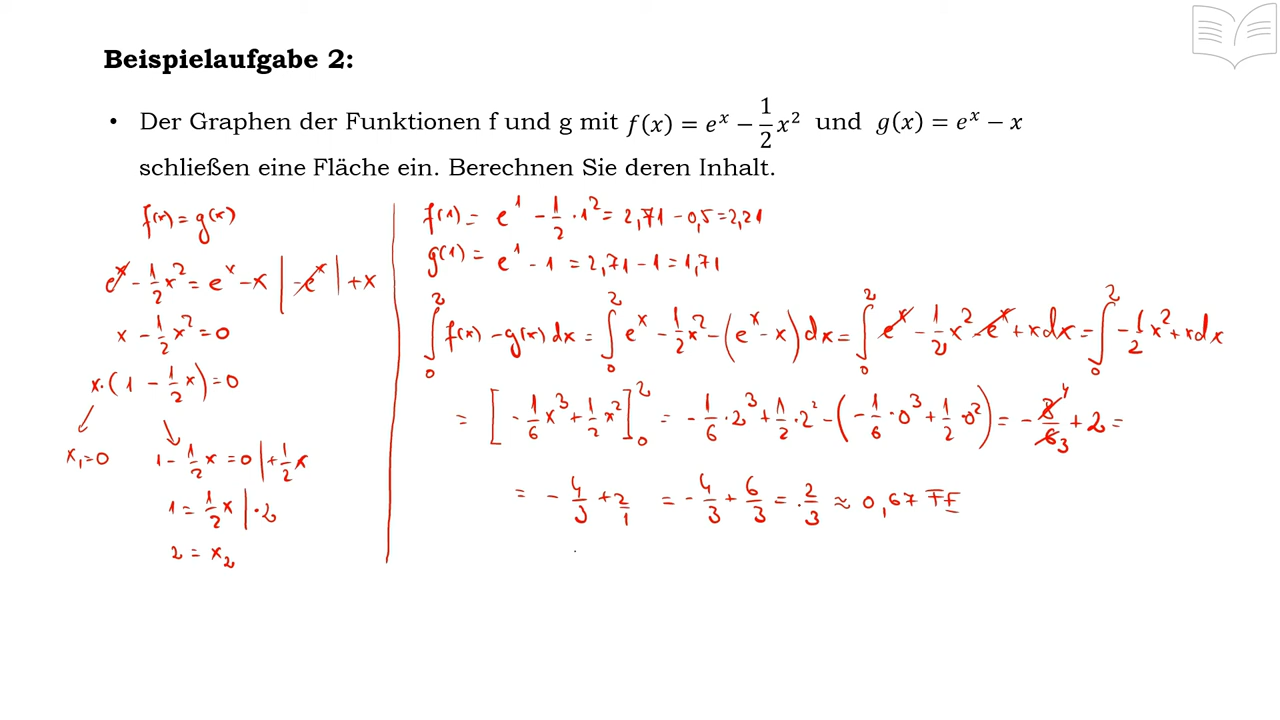 Beispielaufgabe 2:
• Der Graphen der Funktionen f und g mit f(x) = e^x − 1/2 x² und g(x) = e^x − x
schließen eine Fläche ein. Berechnen Sie deren Inhalt.
f(x) = g(x)
e^x − 1/2 x² = e^x − x | −e^x | +x
x − 1/2 x² = 0
x · (1 − 1/2 x) = 0
x₁ = 0
1 − 1/2 x = 0 | + 1/2 x
1 = 1/2 x | · 2
2 = x₂
f(1) = e^1 − 1/2 · 1² = 2,71 − 0,5 = 2,21
g(1) = e^1 − 1 = 2,71 − 1 = 1,71
∫₀² f(x) − g(x) dx = ∫₀² e^x − 1/2 x² − (e^x − x) dx = ∫₀² e^x − 1/2 x² − e^x + x dx = ∫₀² − 1/2 x² + x dx
= [− 1/6 x³ + 1/2 x²]₀² = − 1/6 · 2³ + 1/2 · 2² − (− 1/6 · 0³ + 1/2 · 0²) = − 8/6 4/3 + 2 =
= − 4/3 + 2/1 = − 4/3 + 6/3 = 2/3 ≈ 0,67 FE